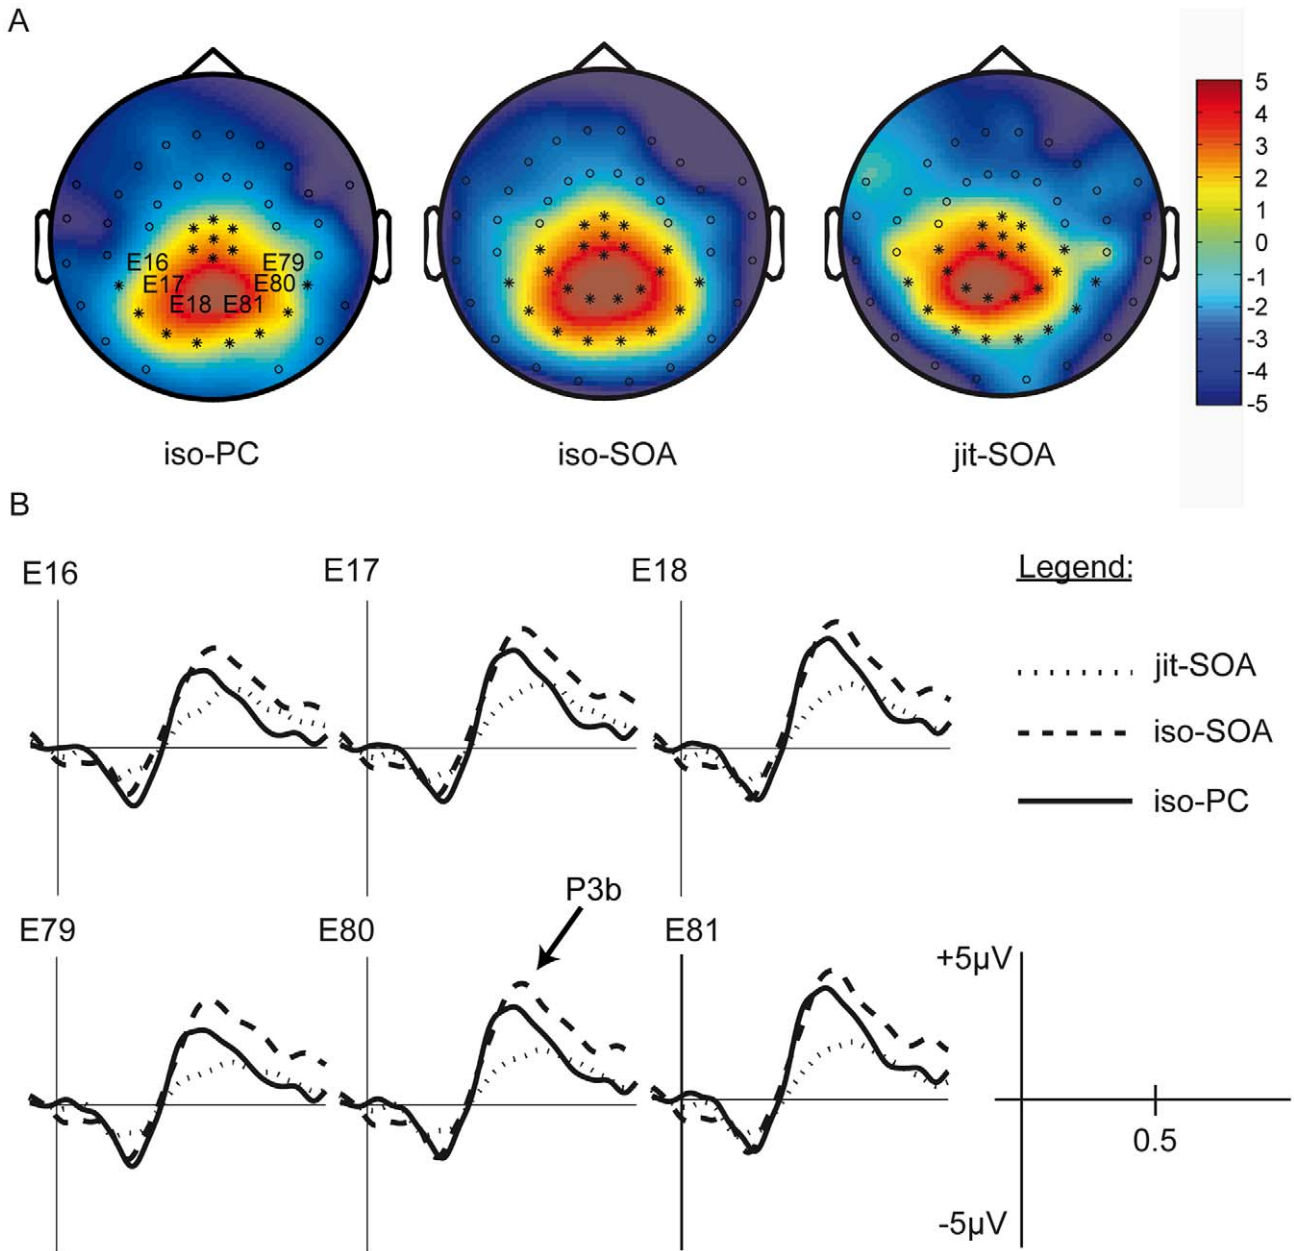 A
E16
E79
E17
E80
E18
E81
5
4
3
2
1
0
-1
-2
-3
-4
-5
iso-PC
iso-SOA
jit-SOA
B
E16
E17
E18
Legend:
jit-SOA
iso-SOA
iso-PC
P3b
E79
E80
E81
+5µV
0.5
-5µV